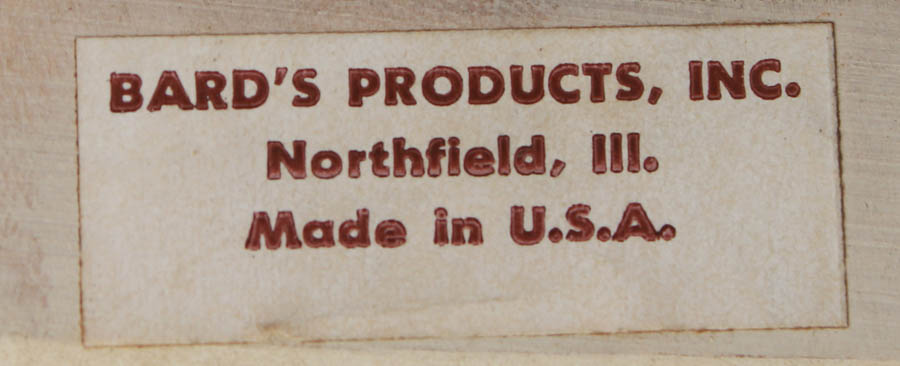 BARD'S PRODUCTS, INC.
Northfield, Ill.
Made in U.S.A.